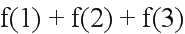 f(1) + f(2) + f(3)